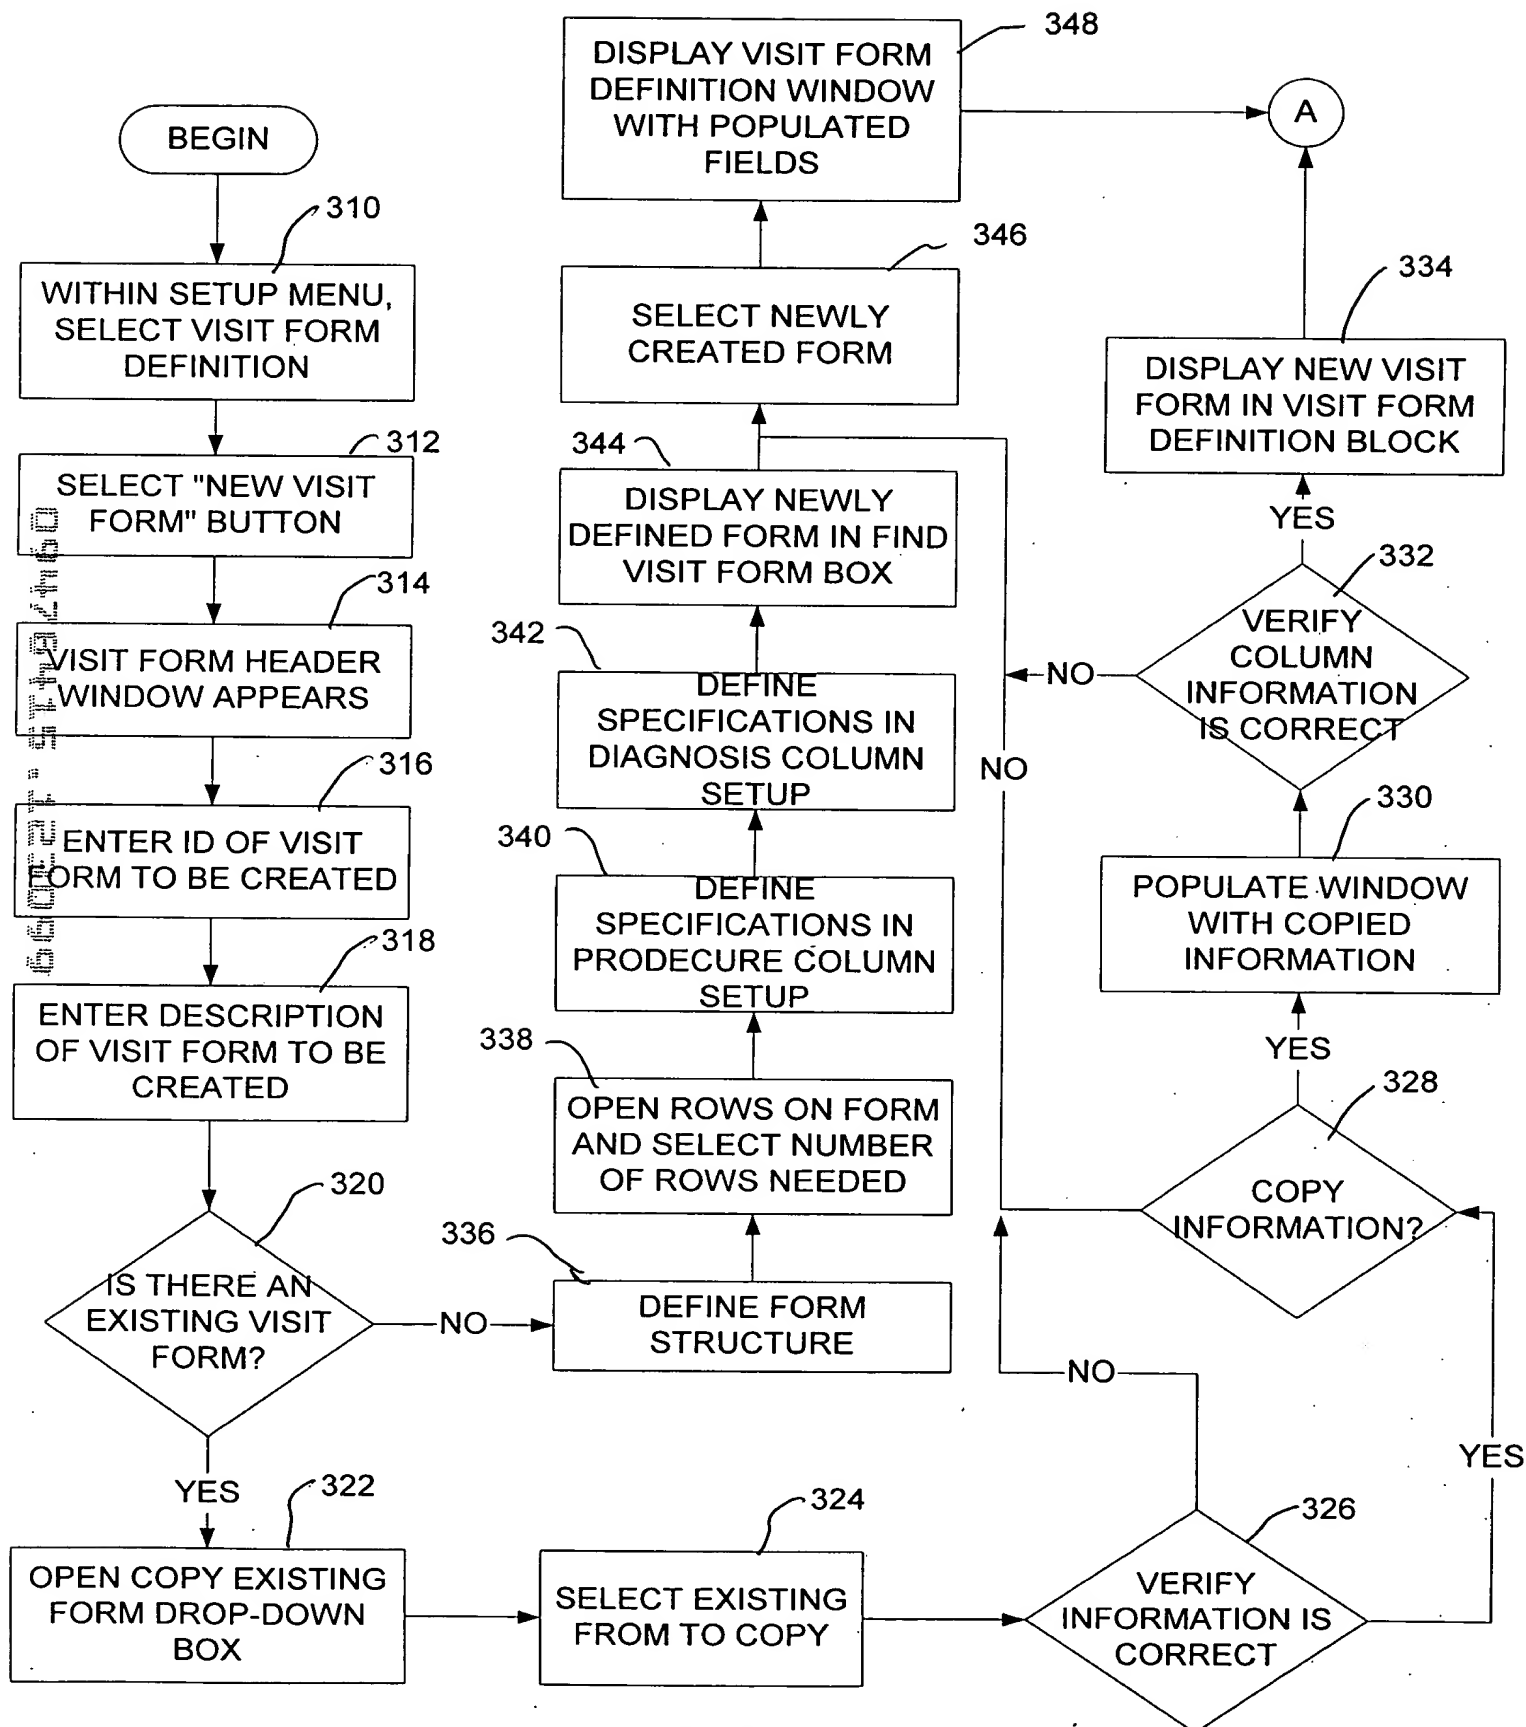 BEGIN
310
WITHIN SETUP MENU,
SELECT VISIT FORM
DEFINITION
312
SELECT "NEW VISIT
FORM" BUTTON
314
VISIT FORM HEADER
WINDOW APPEARS
316
ENTER ID OF VISIT
FORM TO BE CREATED
318
ENTER DESCRIPTION
OF VISIT FORM TO BE
CREATED
320
IS THERE AN
EXISTING VISIT
FORM?
NO
YES
322
OPEN COPY EXISTING
FORM DROP-DOWN
BOX
324
SELECT EXISTING
FROM TO COPY
326
VERIFY
INFORMATION IS
CORRECT
NO
YES
328
COPY
INFORMATION?
NO
YES
330
POPULATE WINDOW
WITH COPIED
INFORMATION
332
VERIFY
COLUMN
INFORMATION
IS CORRECT
NO
YES
334
DISPLAY NEW VISIT
FORM IN VISIT FORM
DEFINITION BLOCK
336
DEFINE FORM
STRUCTURE
338
OPEN ROWS ON FORM
AND SELECT NUMBER
OF ROWS NEEDED
340
DEFINE
SPECIFICATIONS IN
PRODECURE COLUMN
SETUP
342
DEFINE
SPECIFICATIONS IN
DIAGNOSIS COLUMN
SETUP
344
DISPLAY NEWLY
DEFINED FORM IN FIND
VISIT FORM BOX
346
SELECT NEWLY
CREATED FORM
348
DISPLAY VISIT FORM
DEFINITION WINDOW
WITH POPULATED
FIELDS
A